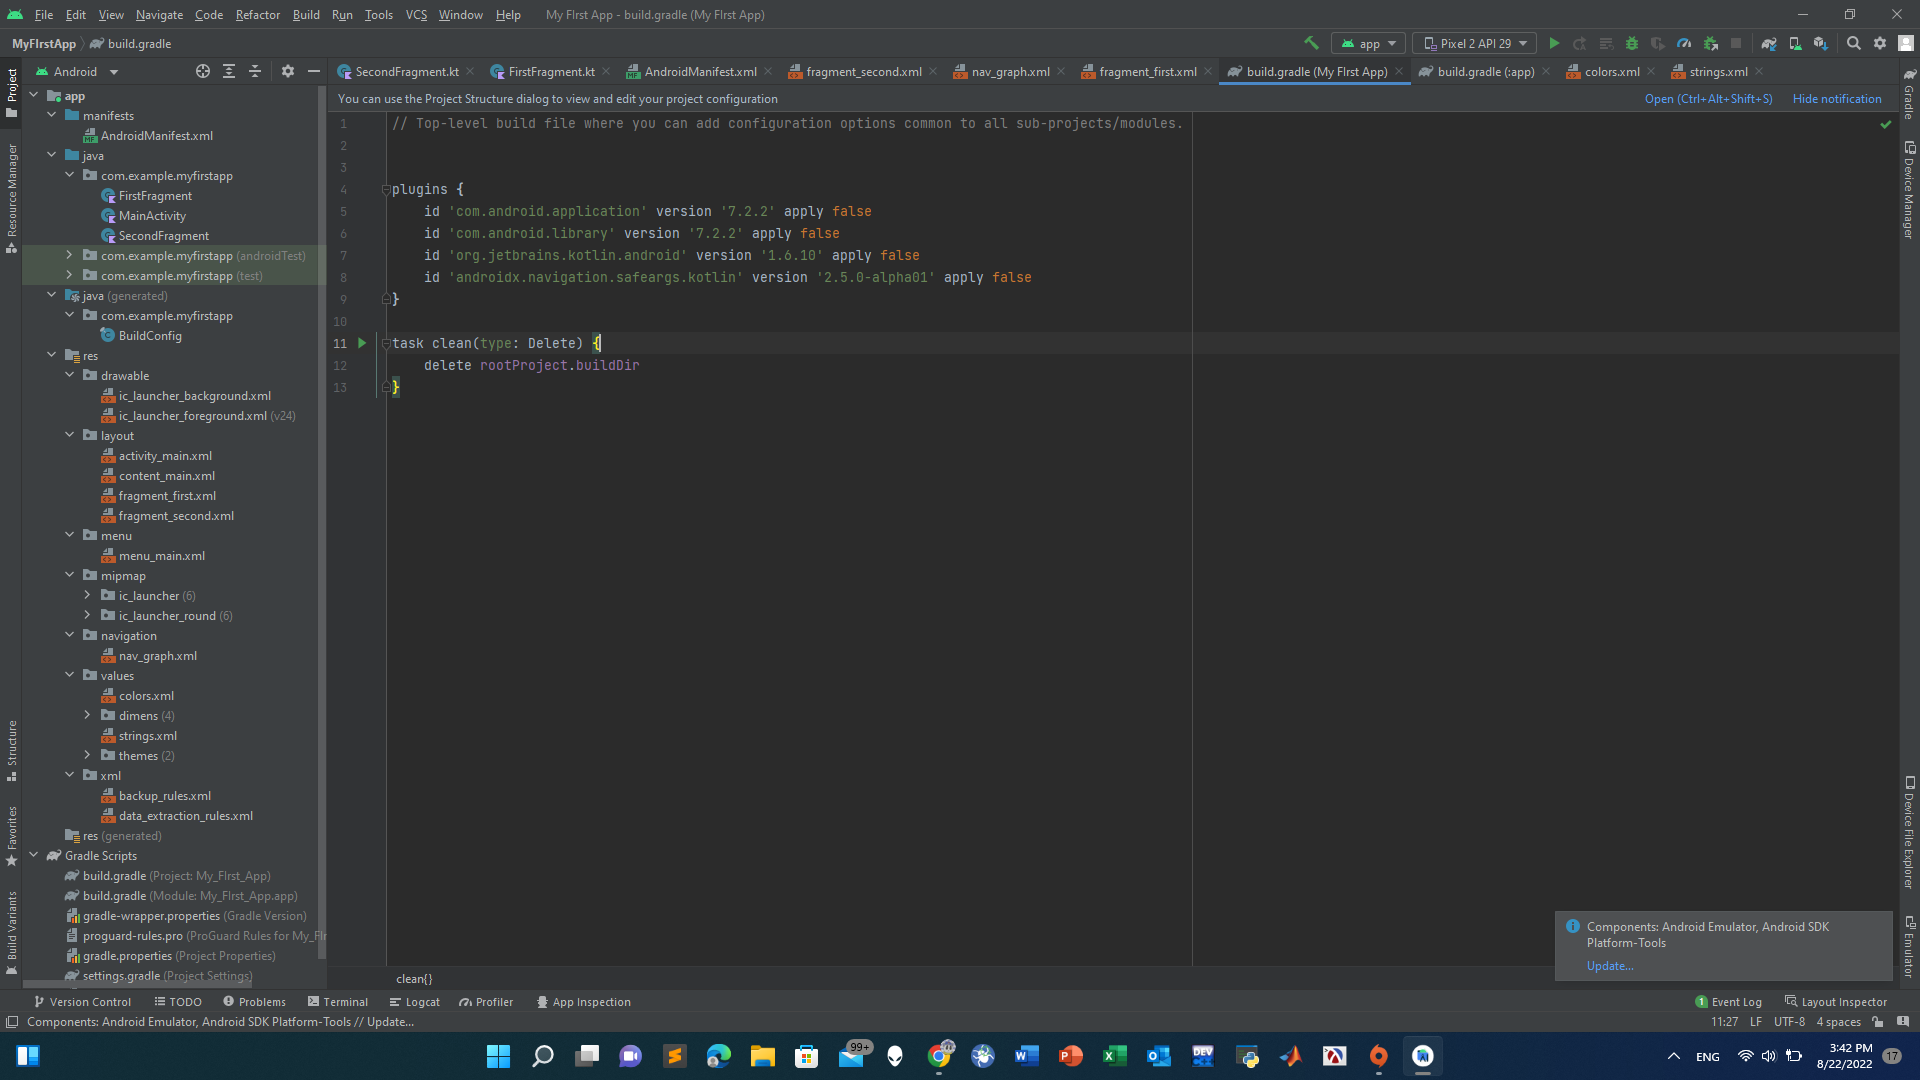 File Edit View Navigate Code Refactor Build Run Tools VCS Window Help My FIrst App - build.gradle (My FIrst App)
MyFIrstApp build.gradle app Pixel 2 API 29
Android
SecondFragment.kt FirstFragment.kt AndroidManifest.xml fragment_second.xml nav_graph.xml fragment_first.xml build.gradle (My FIrst App) build.gradle (:app) colors.xml strings.xml
You can use the Project Structure dialog to view and edit your project configuration Open (Ctrl+Alt+Shift+S) Hide notification
Project
Resource Manager
Structure
Favorites
Build Variants
app
manifests
AndroidManifest.xml
java
com.example.myfirstapp
FirstFragment
MainActivity
SecondFragment
com.example.myfirstapp (androidTest)
com.example.myfirstapp (test)
java (generated)
com.example.myfirstapp
BuildConfig
res
drawable
ic_launcher_background.xml
ic_launcher_foreground.xml (v24)
layout
activity_main.xml
content_main.xml
fragment_first.xml
fragment_second.xml
menu
menu_main.xml
mipmap
ic_launcher (6)
ic_launcher_round (6)
navigation
nav_graph.xml
values
colors.xml
dimens (4)
strings.xml
themes (2)
xml
backup_rules.xml
data_extraction_rules.xml
res (generated)
Gradle Scripts
build.gradle (Project: My_FIrst_App)
build.gradle (Module: My_FIrst_App.app)
gradle-wrapper.properties (Gradle Version)
proguard-rules.pro (ProGuard Rules for My_FIr
gradle.properties (Project Properties)
settings.gradle (Project Settings)
1 // Top-level build file where you can add configuration options common to all sub-projects/modules.
2
3
4 plugins {
5 id 'com.android.application' version '7.2.2' apply false
6 id 'com.android.library' version '7.2.2' apply false
7 id 'org.jetbrains.kotlin.android' version '1.6.10' apply false
8 id 'androidx.navigation.safeargs.kotlin' version '2.5.0-alpha01' apply false
9 }
10
11 task clean(type: Delete) {
12 delete rootProject.buildDir
13 }
clean{}
Gradle
Device Manager
Device File Explorer
Emulator
Components: Android Emulator, Android SDK
Platform-Tools
Update...
Version Control TODO Problems Terminal Logcat Profiler App Inspection 1 Event Log Layout Inspector
Components: Android Emulator, Android SDK Platform-Tools // Update... 11:27 LF UTF-8 4 spaces
99+ DEV ENG 3:42 PM
8/22/2022 17